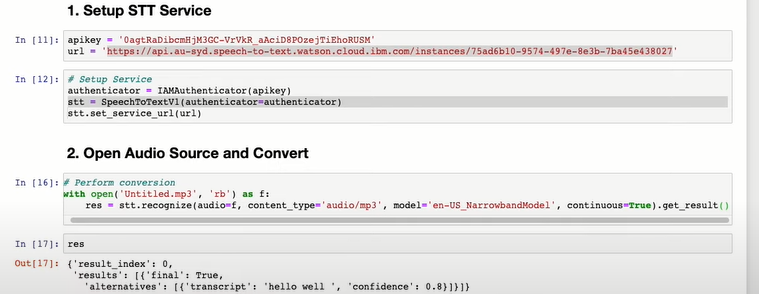 1. Setup STT Service
In [11]: apikey = '0agtRaDibcmHjM3GC-VrVkR_aAciD8POzejTiEhoRUSM'
url = 'https://api.au-syd.speech-to-text.watson.cloud.ibm.com/instances/75ad6b10-9574-497e-8e3b-7ba45e438027'
In [12]: # Setup Service
authenticator = IAMAuthenticator(apikey)
stt = SpeechToTextV1(authenticator=authenticator)
stt.set_service_url(url)
2. Open Audio Source and Convert
In [16]: # Perform conversion
with open('Untitled.mp3', 'rb') as f:
res = stt.recognize(audio=f, content_type='audio/mp3', model='en-US_NarrowbandModel', continuous=True).get_result()
In [17]: res
Out[17]: {'result_index': 0,
'results': [{'final': True,
'alternatives': [{'transcript': 'hello well ', 'confidence': 0.8}]}]}